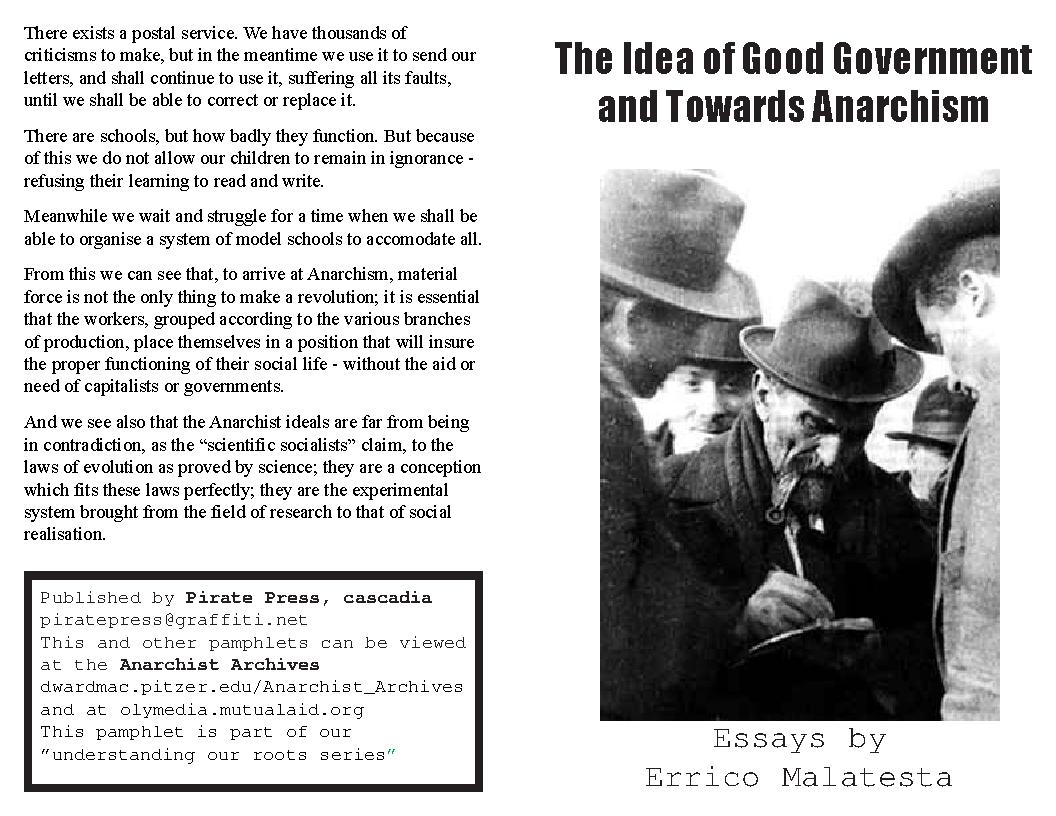 There exists a postal service. We have thousands of
criticisms to make, but in the meantime we use it to send our
letters, and shall continue to use it, suffering all its faults,
until we shall be able to correct or replace it.
There are schools, but how badly they function. But because
of this we do not allow our children to remain in ignorance -
refusing their learning to read and write.
Meanwhile we wait and struggle for a time when we shall be
able to organise a system of model schools to accomodate all.
From this we can see that, to arrive at Anarchism, material
force is not the only thing to make a revolution; it is essential
that the workers, grouped according to the various branches
of production, place themselves in a position that will insure
the proper functioning of their social life - without the aid or
need of capitalists or governments.
And we see also that the Anarchist ideals are far from being
in contradiction, as the “scientific socialists” claim, to the
laws of evolution as proved by science; they are a conception
which fits these laws perfectly; they are the experimental
system brought from the field of research to that of social
realisation.
Published by Pirate Press, cascadia
piratepress@graffiti.net
This and other pamphlets can be viewed
at the Anarchist Archives
dwardmac.pitzer.edu/Anarchist_Archives
and at olymedia.mutualaid.org
This pamphlet is part of our
”understanding our roots series”
The Idea of Good Government
and Towards Anarchism
Essays by
Errico Malatesta